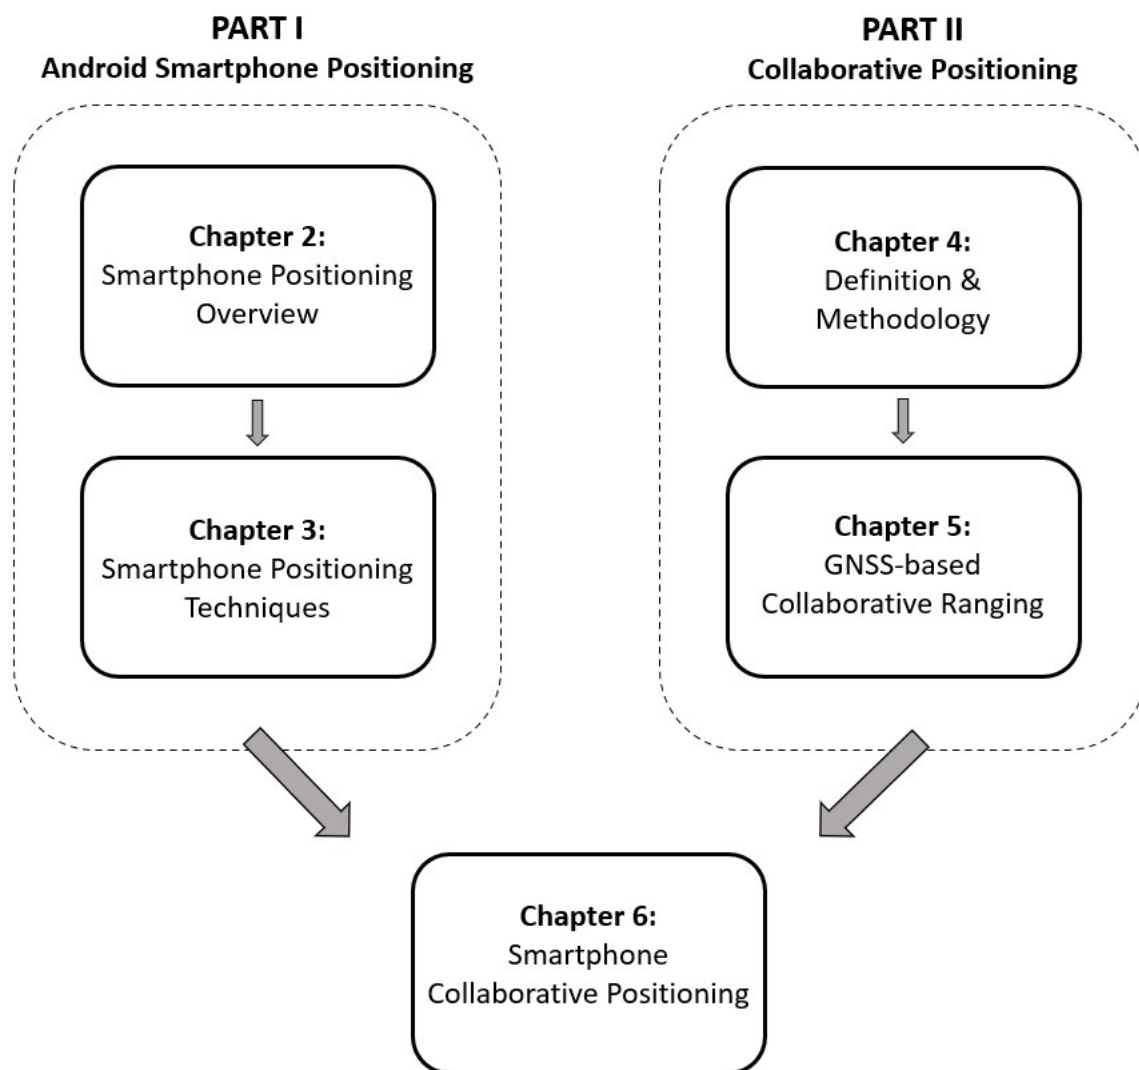 PART I
Android Smartphone Positioning
Chapter 2:
Smartphone Positioning
Overview
Chapter 3:
Smartphone Positioning
Techniques
PART II
Collaborative Positioning
Chapter 4:
Definition &
Methodology
Chapter 5:
GNSS-based
Collaborative Ranging
Chapter 6:
Smartphone
Collaborative Positioning